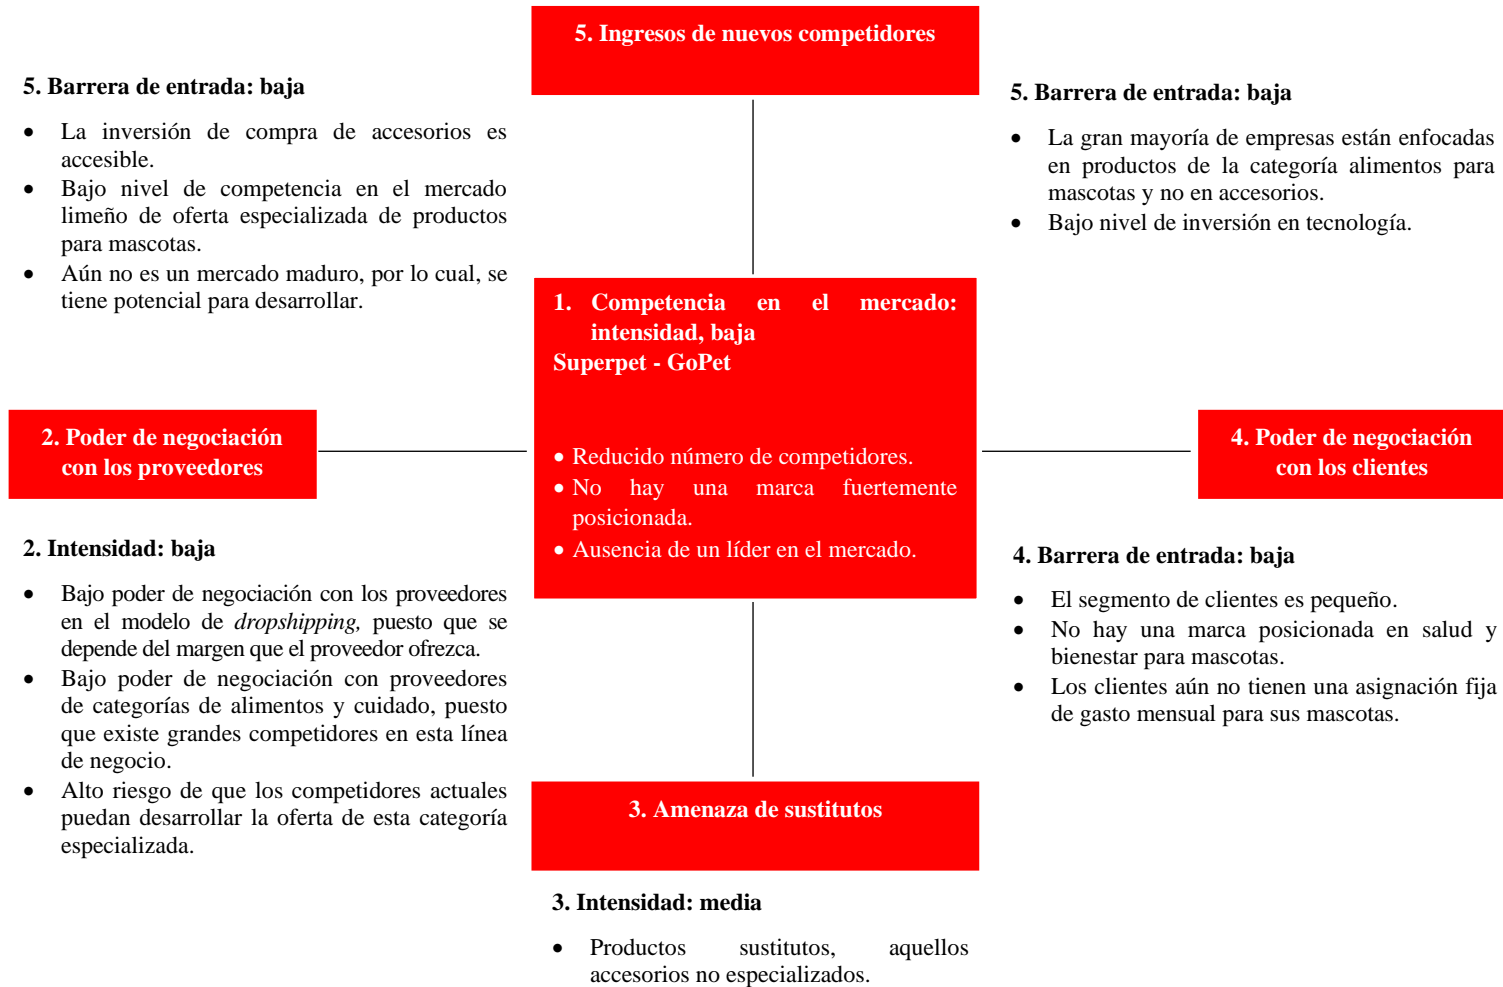 5. Ingresos de nuevos competidores
5. Barrera de entrada: baja
• La inversión de compra de accesorios es
accesible.
• Bajo nivel de competencia en el mercado
limeño de oferta especializada de productos
para mascotas.
• Aún no es un mercado maduro, por lo cual, se
tiene potencial para desarrollar.
5. Barrera de entrada: baja
• La gran mayoría de empresas están enfocadas
en productos de la categoría alimentos para
mascotas y no en accesorios.
• Bajo nivel de inversión en tecnología.
1. Competencia en el mercado:
intensidad, baja
Superpet - GoPet
• Reducido número de competidores.
• No hay una marca fuertemente
posicionada.
• Ausencia de un líder en el mercado.
2. Poder de negociación
con los proveedores
4. Poder de negociación
con los clientes
2. Intensidad: baja
• Bajo poder de negociación con los proveedores
en el modelo de dropshipping, puesto que se
depende del margen que el proveedor ofrezca.
• Bajo poder de negociación con proveedores
de categorías de alimentos y cuidado, puesto
que existe grandes competidores en esta línea
de negocio.
• Alto riesgo de que los competidores actuales
puedan desarrollar la oferta de esta categoría
especializada.
4. Barrera de entrada: baja
• El segmento de clientes es pequeño.
• No hay una marca posicionada en salud y
bienestar para mascotas.
• Los clientes aún no tienen una asignación fija
de gasto mensual para sus mascotas.
3. Amenaza de sustitutos
3. Intensidad: media
• Productos sustitutos, aquellos
accesorios no especializados.